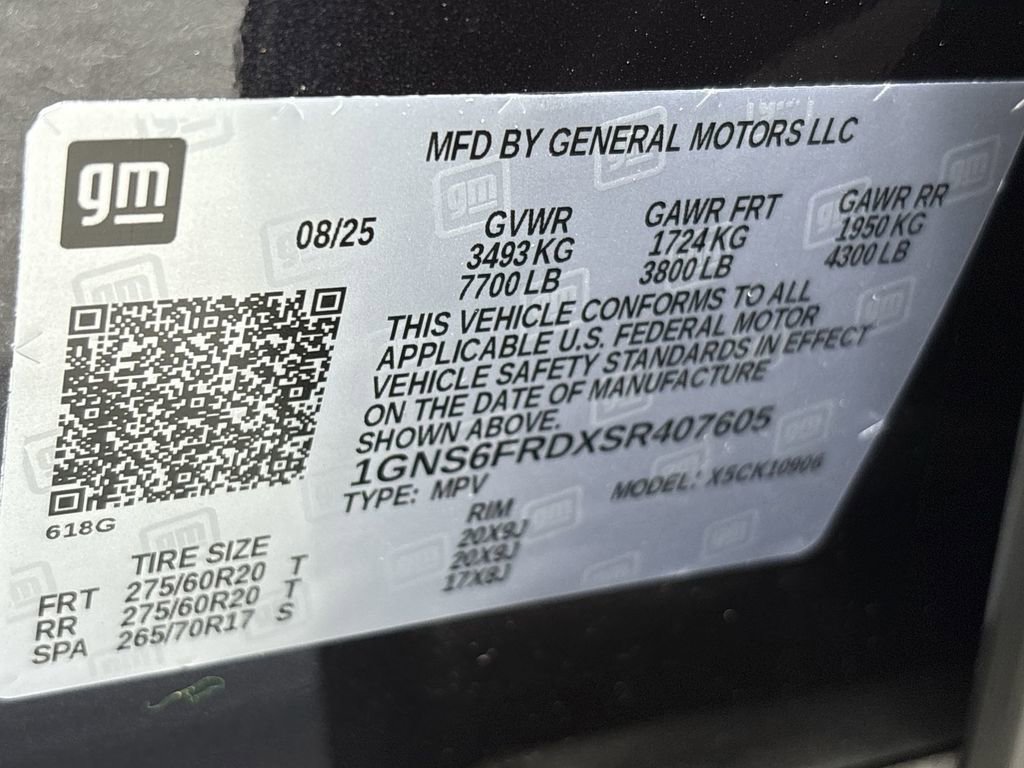 gm
MFD BY GENERAL MOTORS LLC
08/25 GVWR GAWR FRT GAWR RR
3493 KG 1724 KG 1950 KG
7700 LB 3800 LB 4300 LB
THIS VEHICLE CONFORMS TO ALL
APPLICABLE U.S. FEDERAL MOTOR
VEHICLE SAFETY STANDARDS IN EFFECT
ON THE DATE OF MANUFACTURE
SHOWN ABOVE.
1GNS6FRDXSR407605
TYPE: MPV MODEL: X5CK10906
618G
TIRE SIZE RIM
FRT 275/60R20 T 20X9J
RR 275/60R20 T 20X9J
SPA 265/70R17 S 17X8J